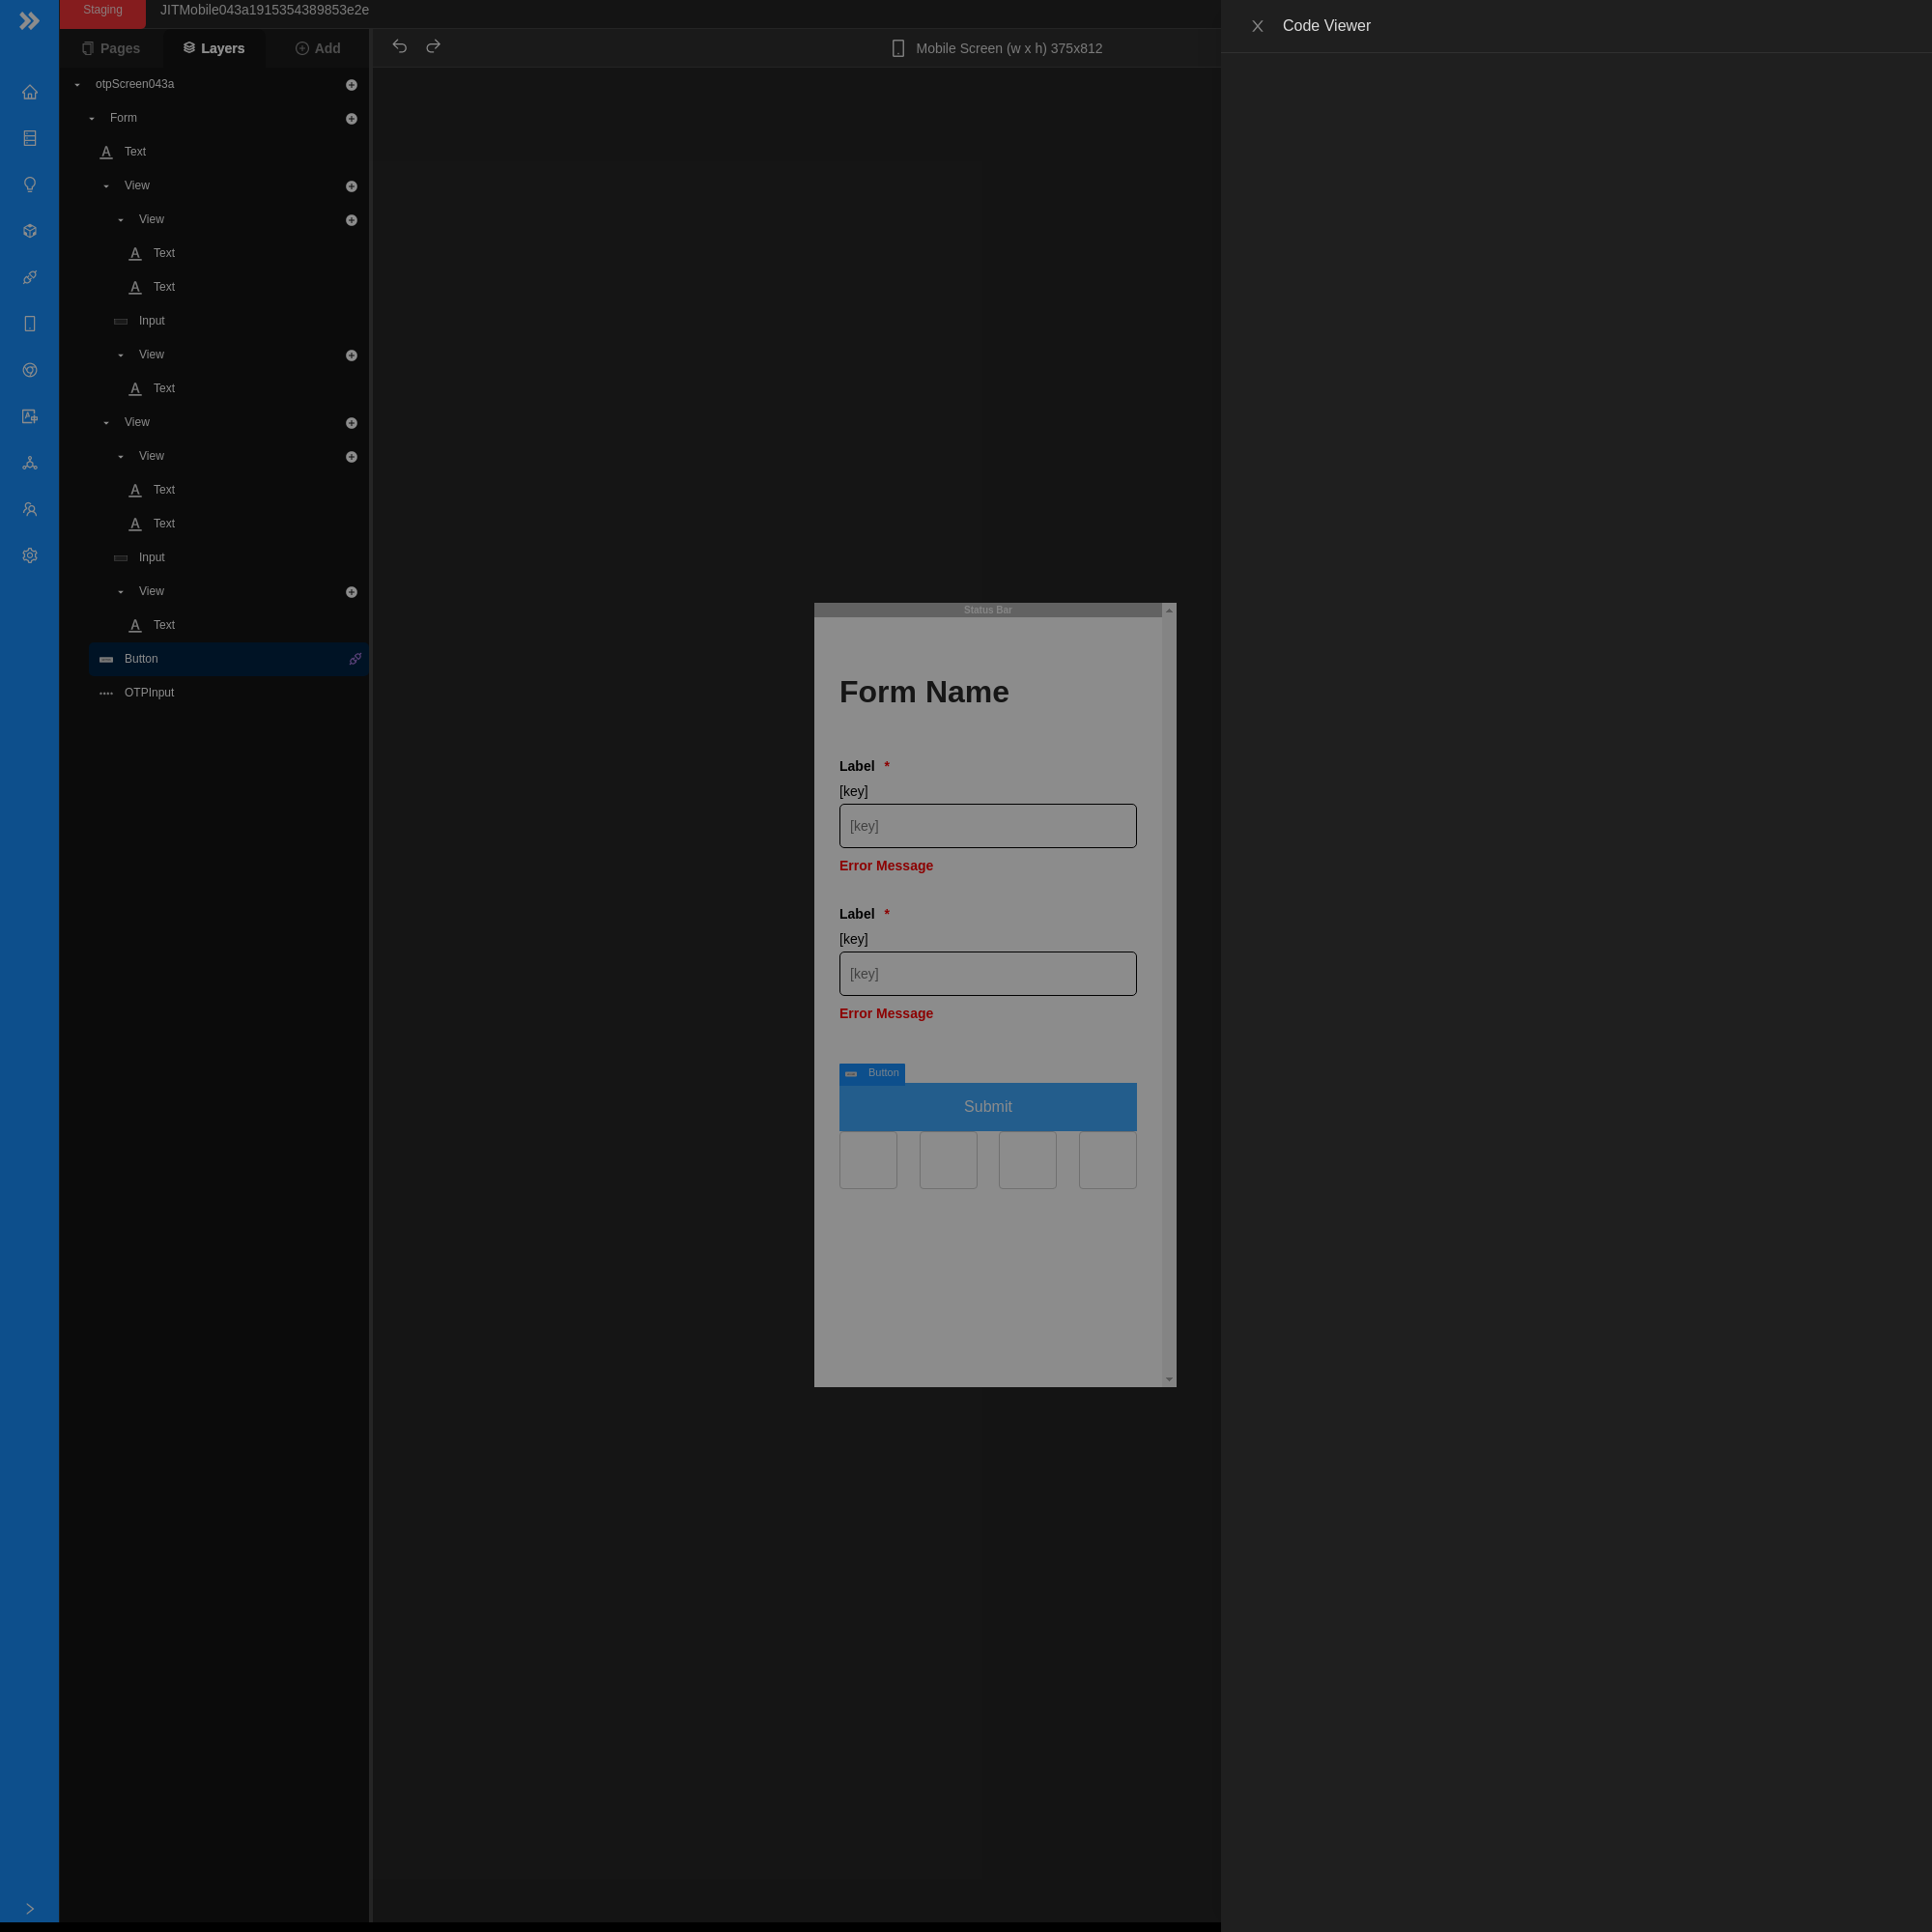 Staging
JITMobile043a1915354389853e2e
Code Viewer
Pages
Layers
Add
Mobile Screen (w x h) 375x812
otpScreen043a
Form
Text
View
View
Text
Text
Input
View
Text
View
View
Text
Text
Input
View
Text
Button
OTPInput
Status Bar
Form Name
Label *
[key]
[key]
Error Message
Label *
[key]
[key]
Error Message
Button
Submit